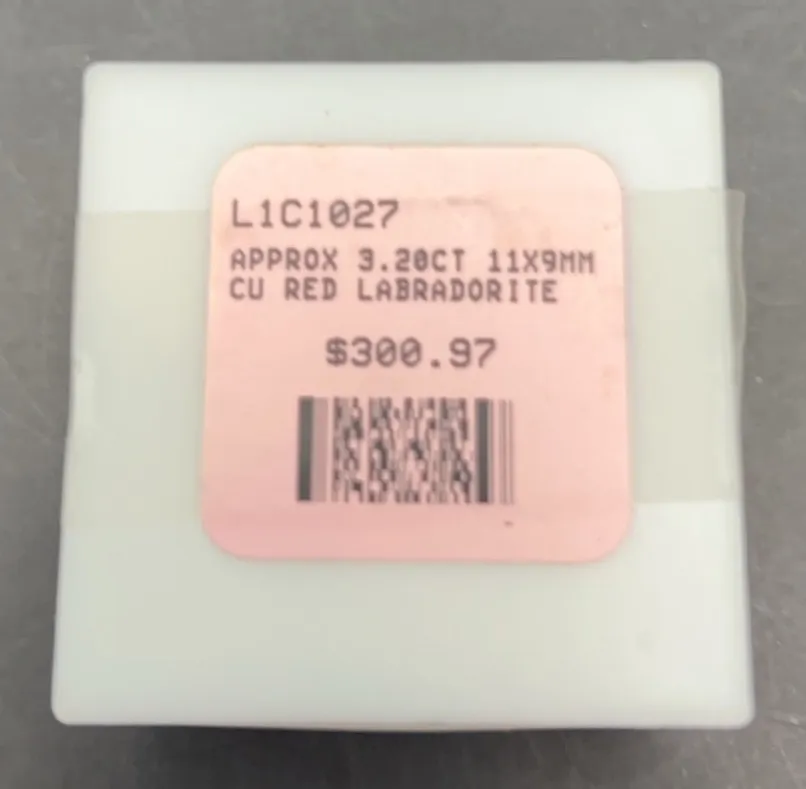 L1C1027
APPROX 3.20CT 11X9MM
CU RED LABRADORITE
$300.97